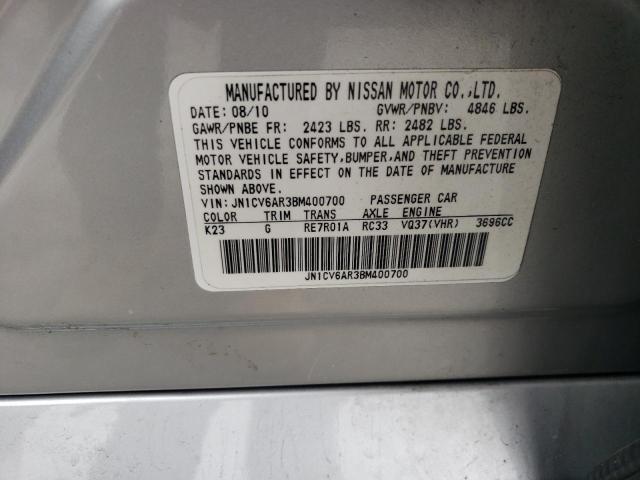 MANUFACTURED BY NISSAN MOTOR CO.,LTD.
DATE: 08/10 GVWR/PNBV: 4846 LBS.
GAWR/PNBE FR: 2423 LBS. RR: 2482 LBS.
THIS VEHICLE CONFORMS TO ALL APPLICABLE FEDERAL
MOTOR VEHICLE SAFETY,BUMPER,AND THEFT PREVENTION
STANDARDS IN EFFECT ON THE DATE OF MANUFACTURE
SHOWN ABOVE.
VIN: JN1CV6AR3BM400700 PASSENGER CAR
COLOR TRIM TRANS AXLE ENGINE
K23 G RE7R01A RC33 VQ37(VHR) 3696CC
JN1CV6AR3BM400700